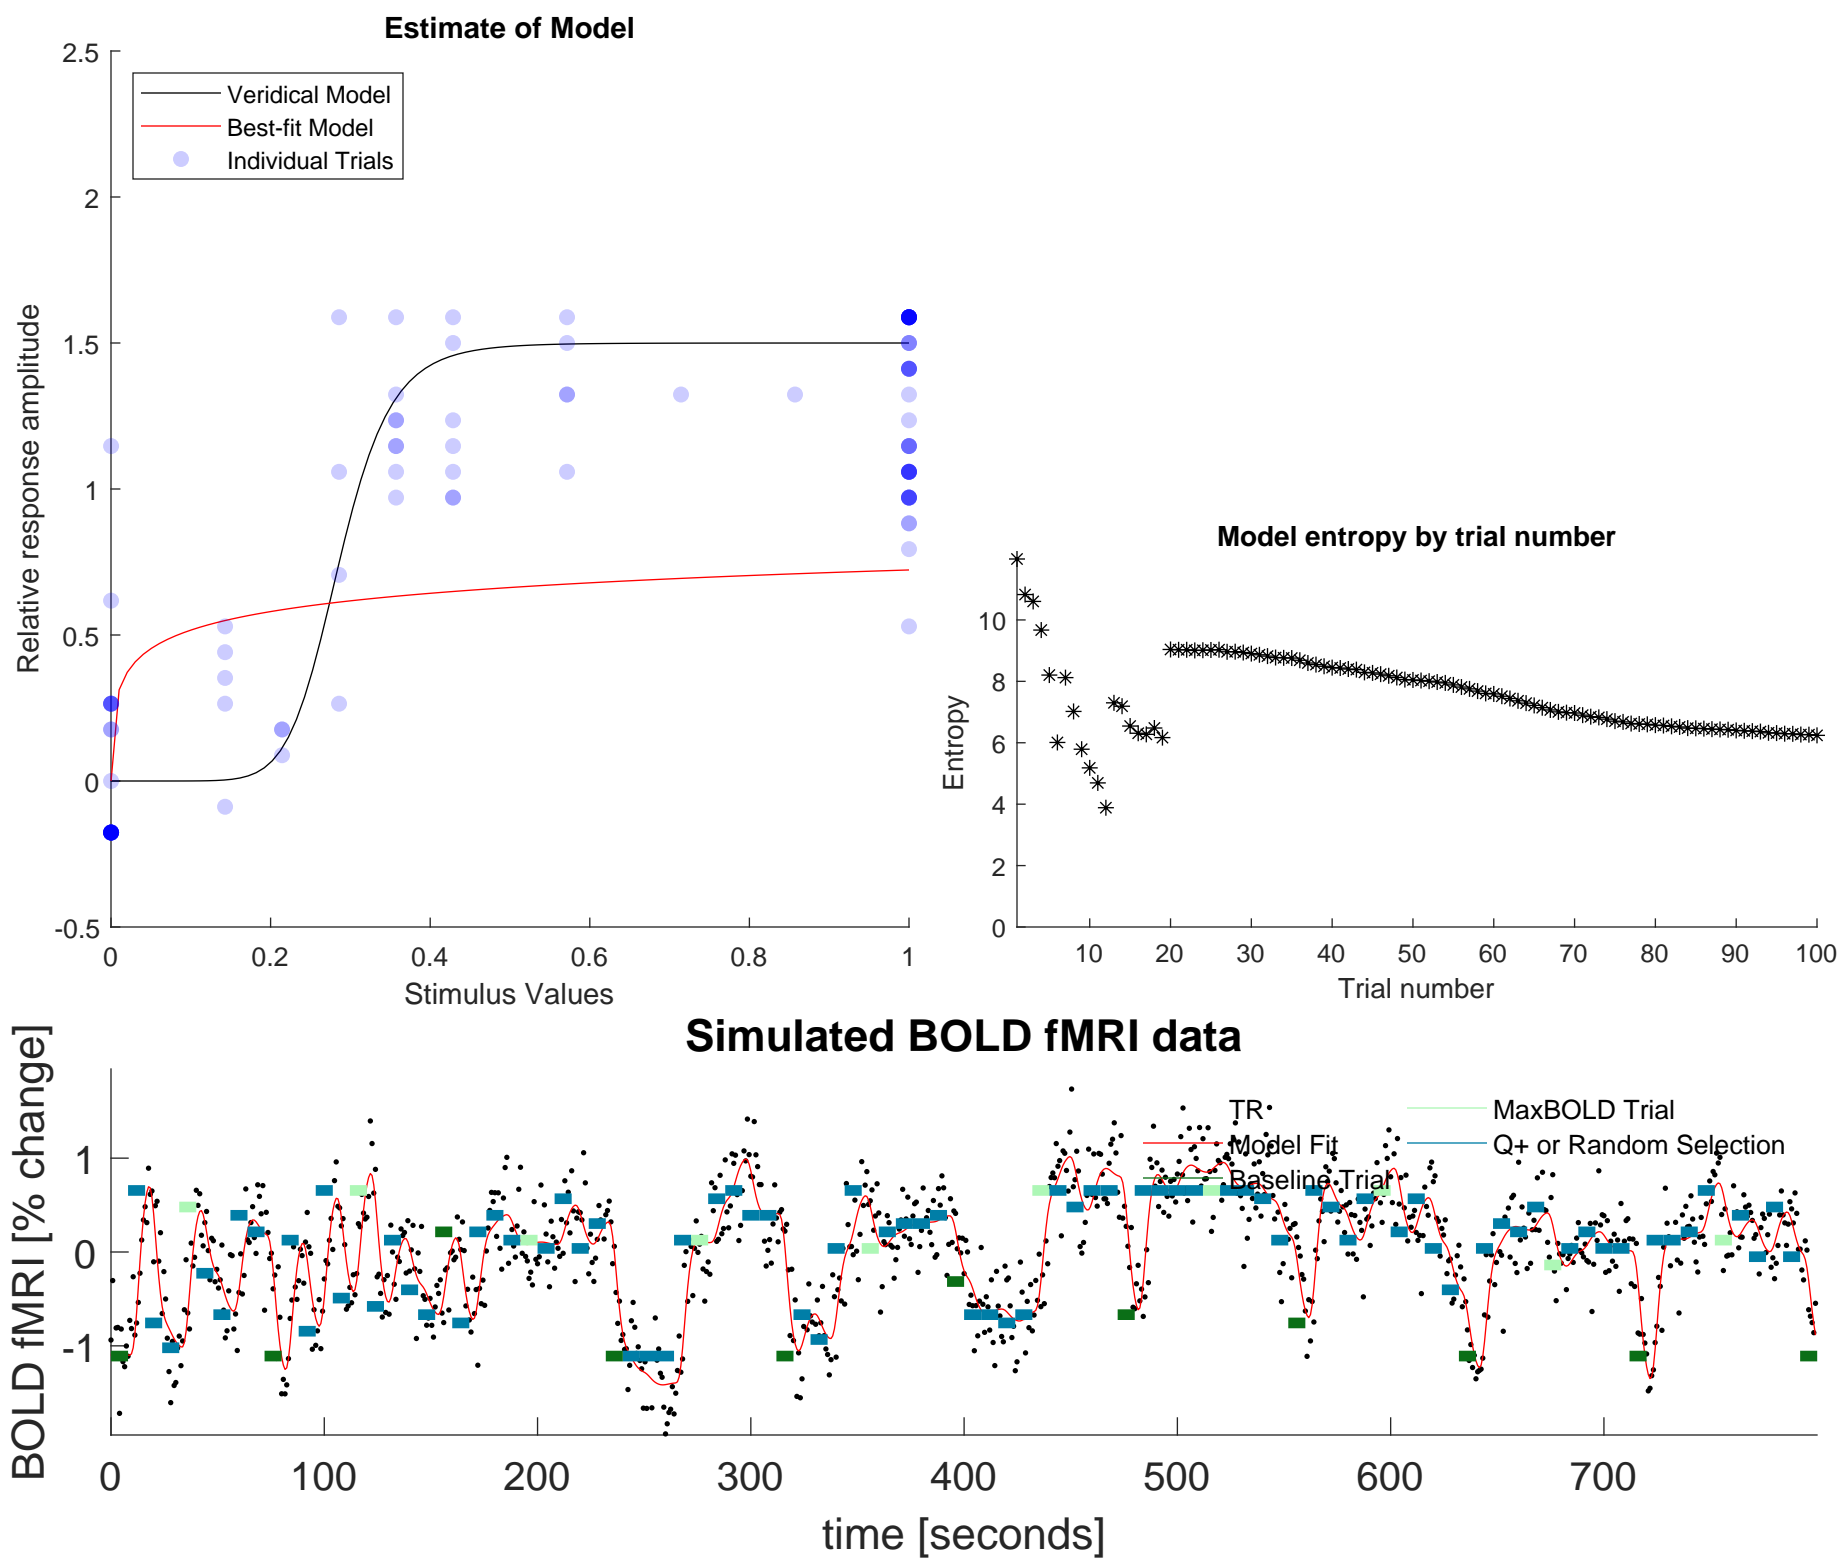 Estimate of Model
2.5
2
1.5
1
0.5
0
-0.5
Relative response amplitude
Veridical Model
Best-fit Model
Individual Trials
0 0.2 0.4 0.6 0.8 1
Stimulus Values
Model entropy by trial number
10
8
6
4
2
0
Entropy
10 20 30 40 50 60 70 80 90 100
Trial number
Simulated BOLD fMRI data
BOLD fMRI [% change]
1
0
-1
TR
Model Fit
Baseline Trial
MaxBOLD Trial
Q+ or Random Selection
0 100 200 300 400 500 600 700
time [seconds]